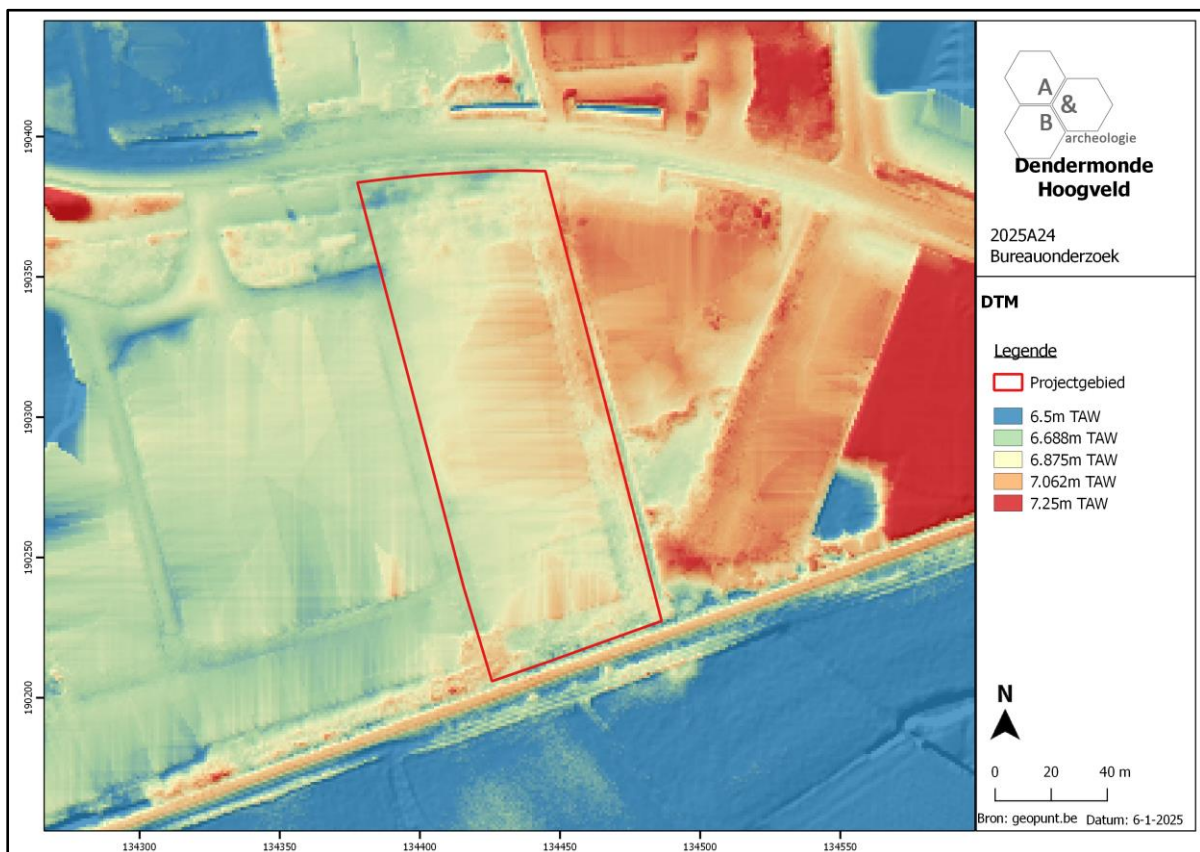 A
&
B
archeologie
Dendermonde
Hoogveld
2025A24
Bureauonderzoek
DTM
Legende
Projectgebied
6.5m TAW
6.688m TAW
6.875m TAW
7.062m TAW
7.25m TAW
N
0 20 40 m
Bron: geopunt.be Datum: 6-1-2025
190400
190350
190300
190250
190200
134300 134350 134400 134450 134500 134550